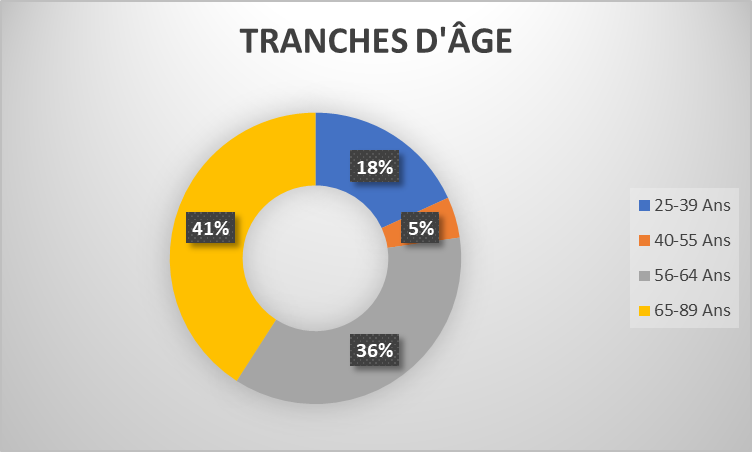 TRANCHES D'ÂGE
18%
5%
36%
41%
25-39 Ans
40-55 Ans
56-64 Ans
65-89 Ans